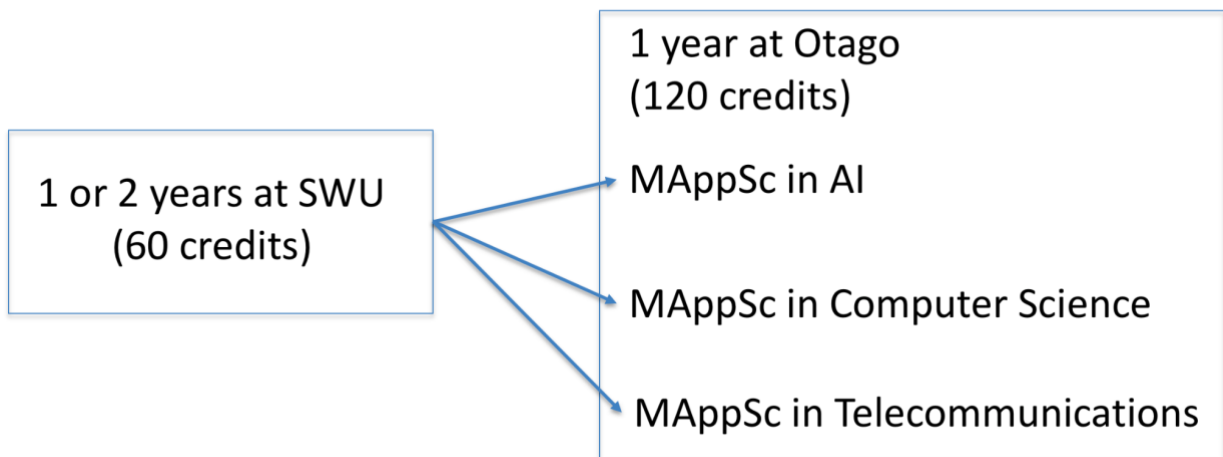 1 or 2 years at SWU
(60 credits)
1 year at Otago
(120 credits)
MAppSc in AI
MAppSc in Computer Science
MAppSc in Telecommunications